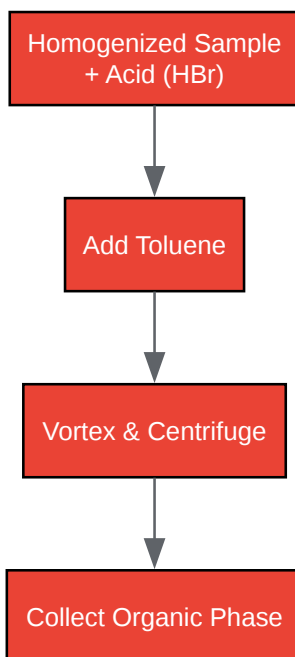 Homogenized Sample
+ Acid (HBr)
Add Toluene
Vortex & Centrifuge
Collect Organic Phase